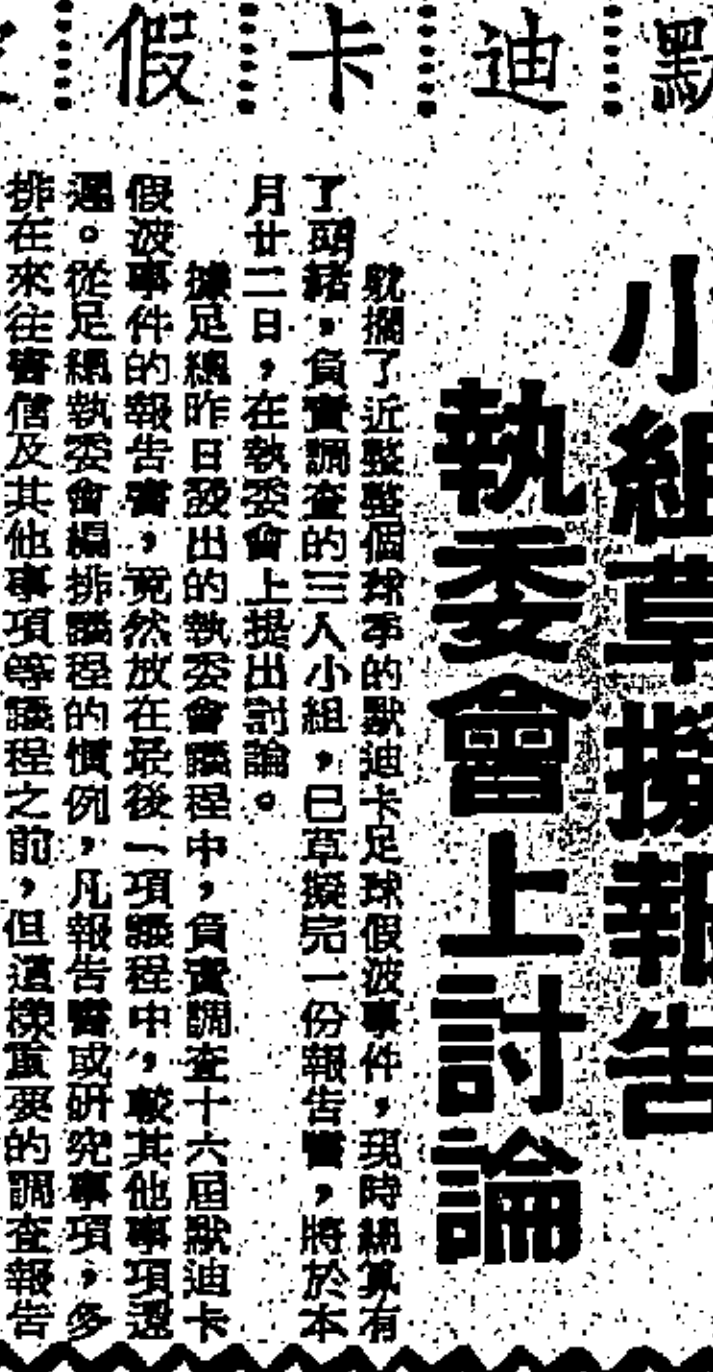 默迪卡假
小組草擬報告
執委會上討論
躭擱了近整整個球季的默迪卡足球假波事件，現時總算有
了頭緒，負責調查的三人小組，已草擬完一份報告書，將於本
月廿二日，在執委會上提出討論。
據足總昨日發出的執委會議程中，負責調查十六屆默迪卡
假波事件的報告書，竟然放在最後一項議程中，較其他事項還
遲。從足總執委會編排議程的慣例，凡報告書或研究事項，多
排在來往書信及其他事項等議程之前，但這樣重要的調查報告